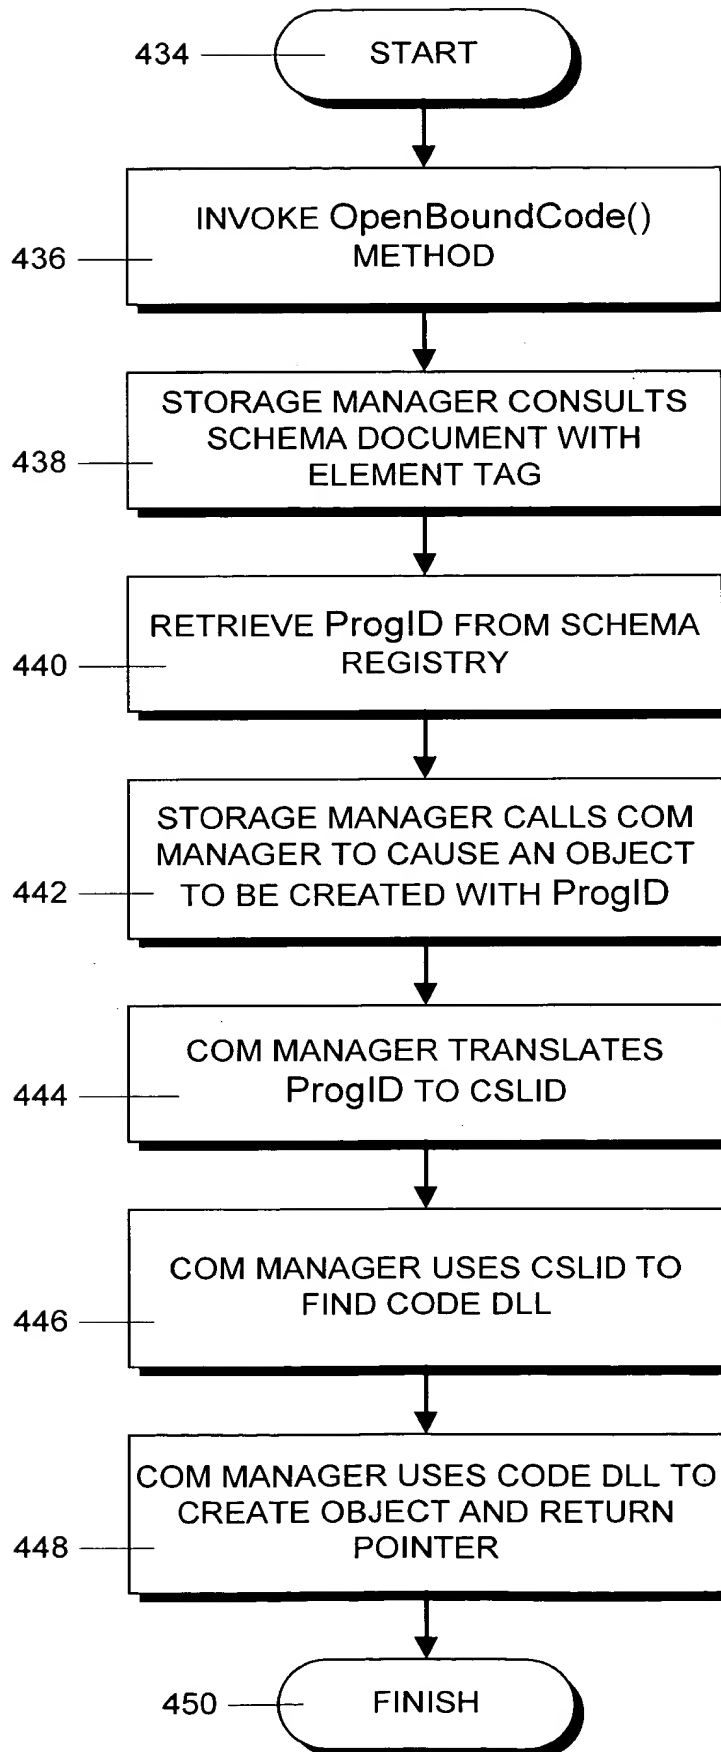 434
START
INVOKE OpenBoundCode()
METHOD
436
STORAGE MANAGER CONSULTS
SCHEMA DOCUMENT WITH
ELEMENT TAG
438
RETRIEVE ProgID FROM SCHEMA
REGISTRY
440
STORAGE MANAGER CALLS COM
MANAGER TO CAUSE AN OBJECT
TO BE CREATED WITH ProgID
442
COM MANAGER TRANSLATES
ProgID TO CSLID
444
COM MANAGER USES CSLID TO
FIND CODE DLL
446
COM MANAGER USES CODE DLL TO
CREATE OBJECT AND RETURN
POINTER
448
450
FINISH